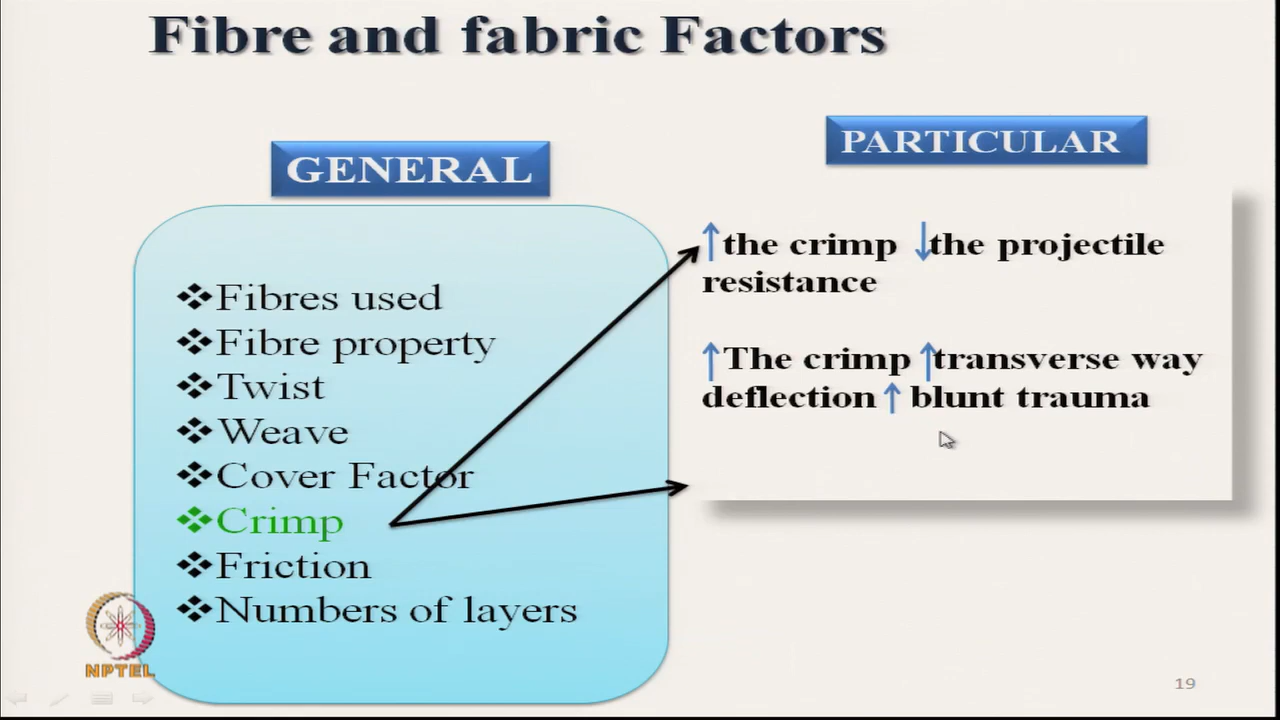 Fibre and fabric Factors
GENERAL
PARTICULAR
❖Fibres used
❖Fibre property
❖Twist
❖Weave
❖Cover Factor
❖Crimp
❖Friction
❖Numbers of layers
↑the crimp ↓the projectile
resistance
↑The crimp ↑transverse way
deflection ↑ blunt trauma
NPTEL
19